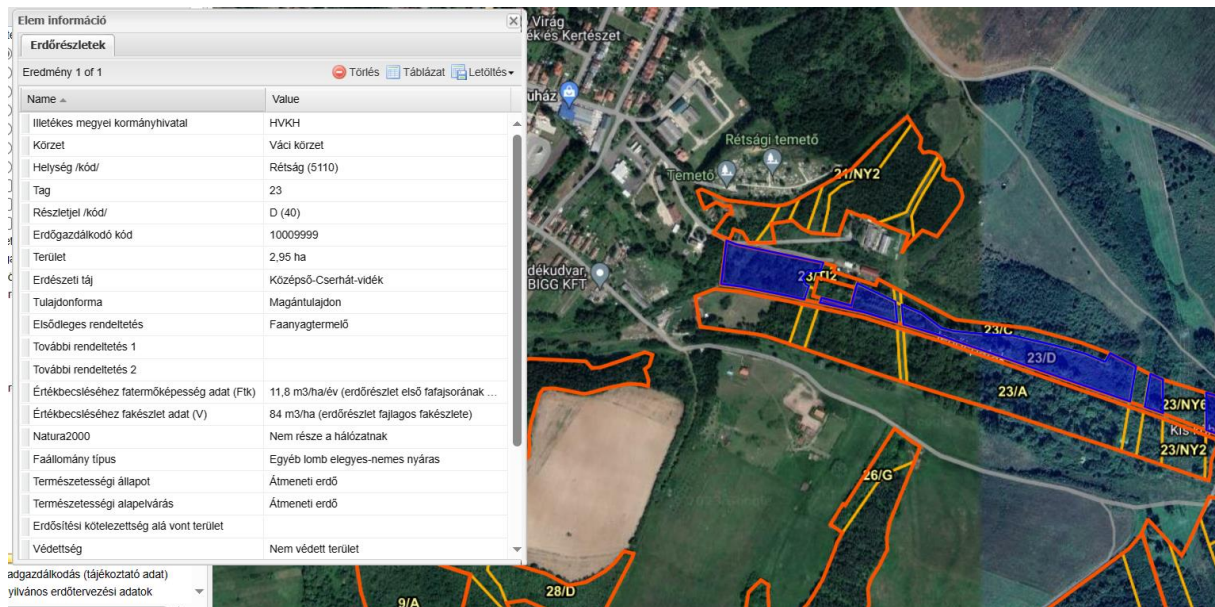 Elem információ
Erdőrészletek
Eredmény 1 of 1
Törlés Táblázat Letöltés
Name Value
Illetékes megyei kormányhivatal HVKH
Körzet Váci körzet
Helység /kód/ Rétság (5110)
Tag 23
Részletjel /kód/ D (40)
Erdőgazdálkodó kód 10009999
Terület 2,95 ha
Erdészeti táj Középső-Cserhát-vidék
Tulajdonforma Magántulajdon
Elsődleges rendeltetés Faanyagtermelő
További rendeltetés 1
További rendeltetés 2
Értékbecsléséhez fatermőképesség adat (Ftk) 11,8 m3/ha/év (erdőrészlet első fafajsorának ...
Értékbecsléséhez fakészlet adat (V) 84 m3/ha (erdőrészlet fajlagos fakészlete)
Natura2000 Nem része a hálózatnak
Faállomány típus Egyéb lomb elegyes-nemes nyáras
Természetességi állapot Átmeneti erdő
Természetességi alapelvárás Átmeneti erdő
Erdősítési kötelezettség alá vont terület
Védettség Nem védett terület
adgazdálkodás (tájékoztató adat)
yilvános erdőtervezési adatok
Virág
ék és Kertészet
uház
Rétsági temető
Temető
21/NY2
dékudvar,
BIGG KFT
23/TI2
23/C
23/D
23/A
23/NY6
23/NY2
26/G
28/D
9/A